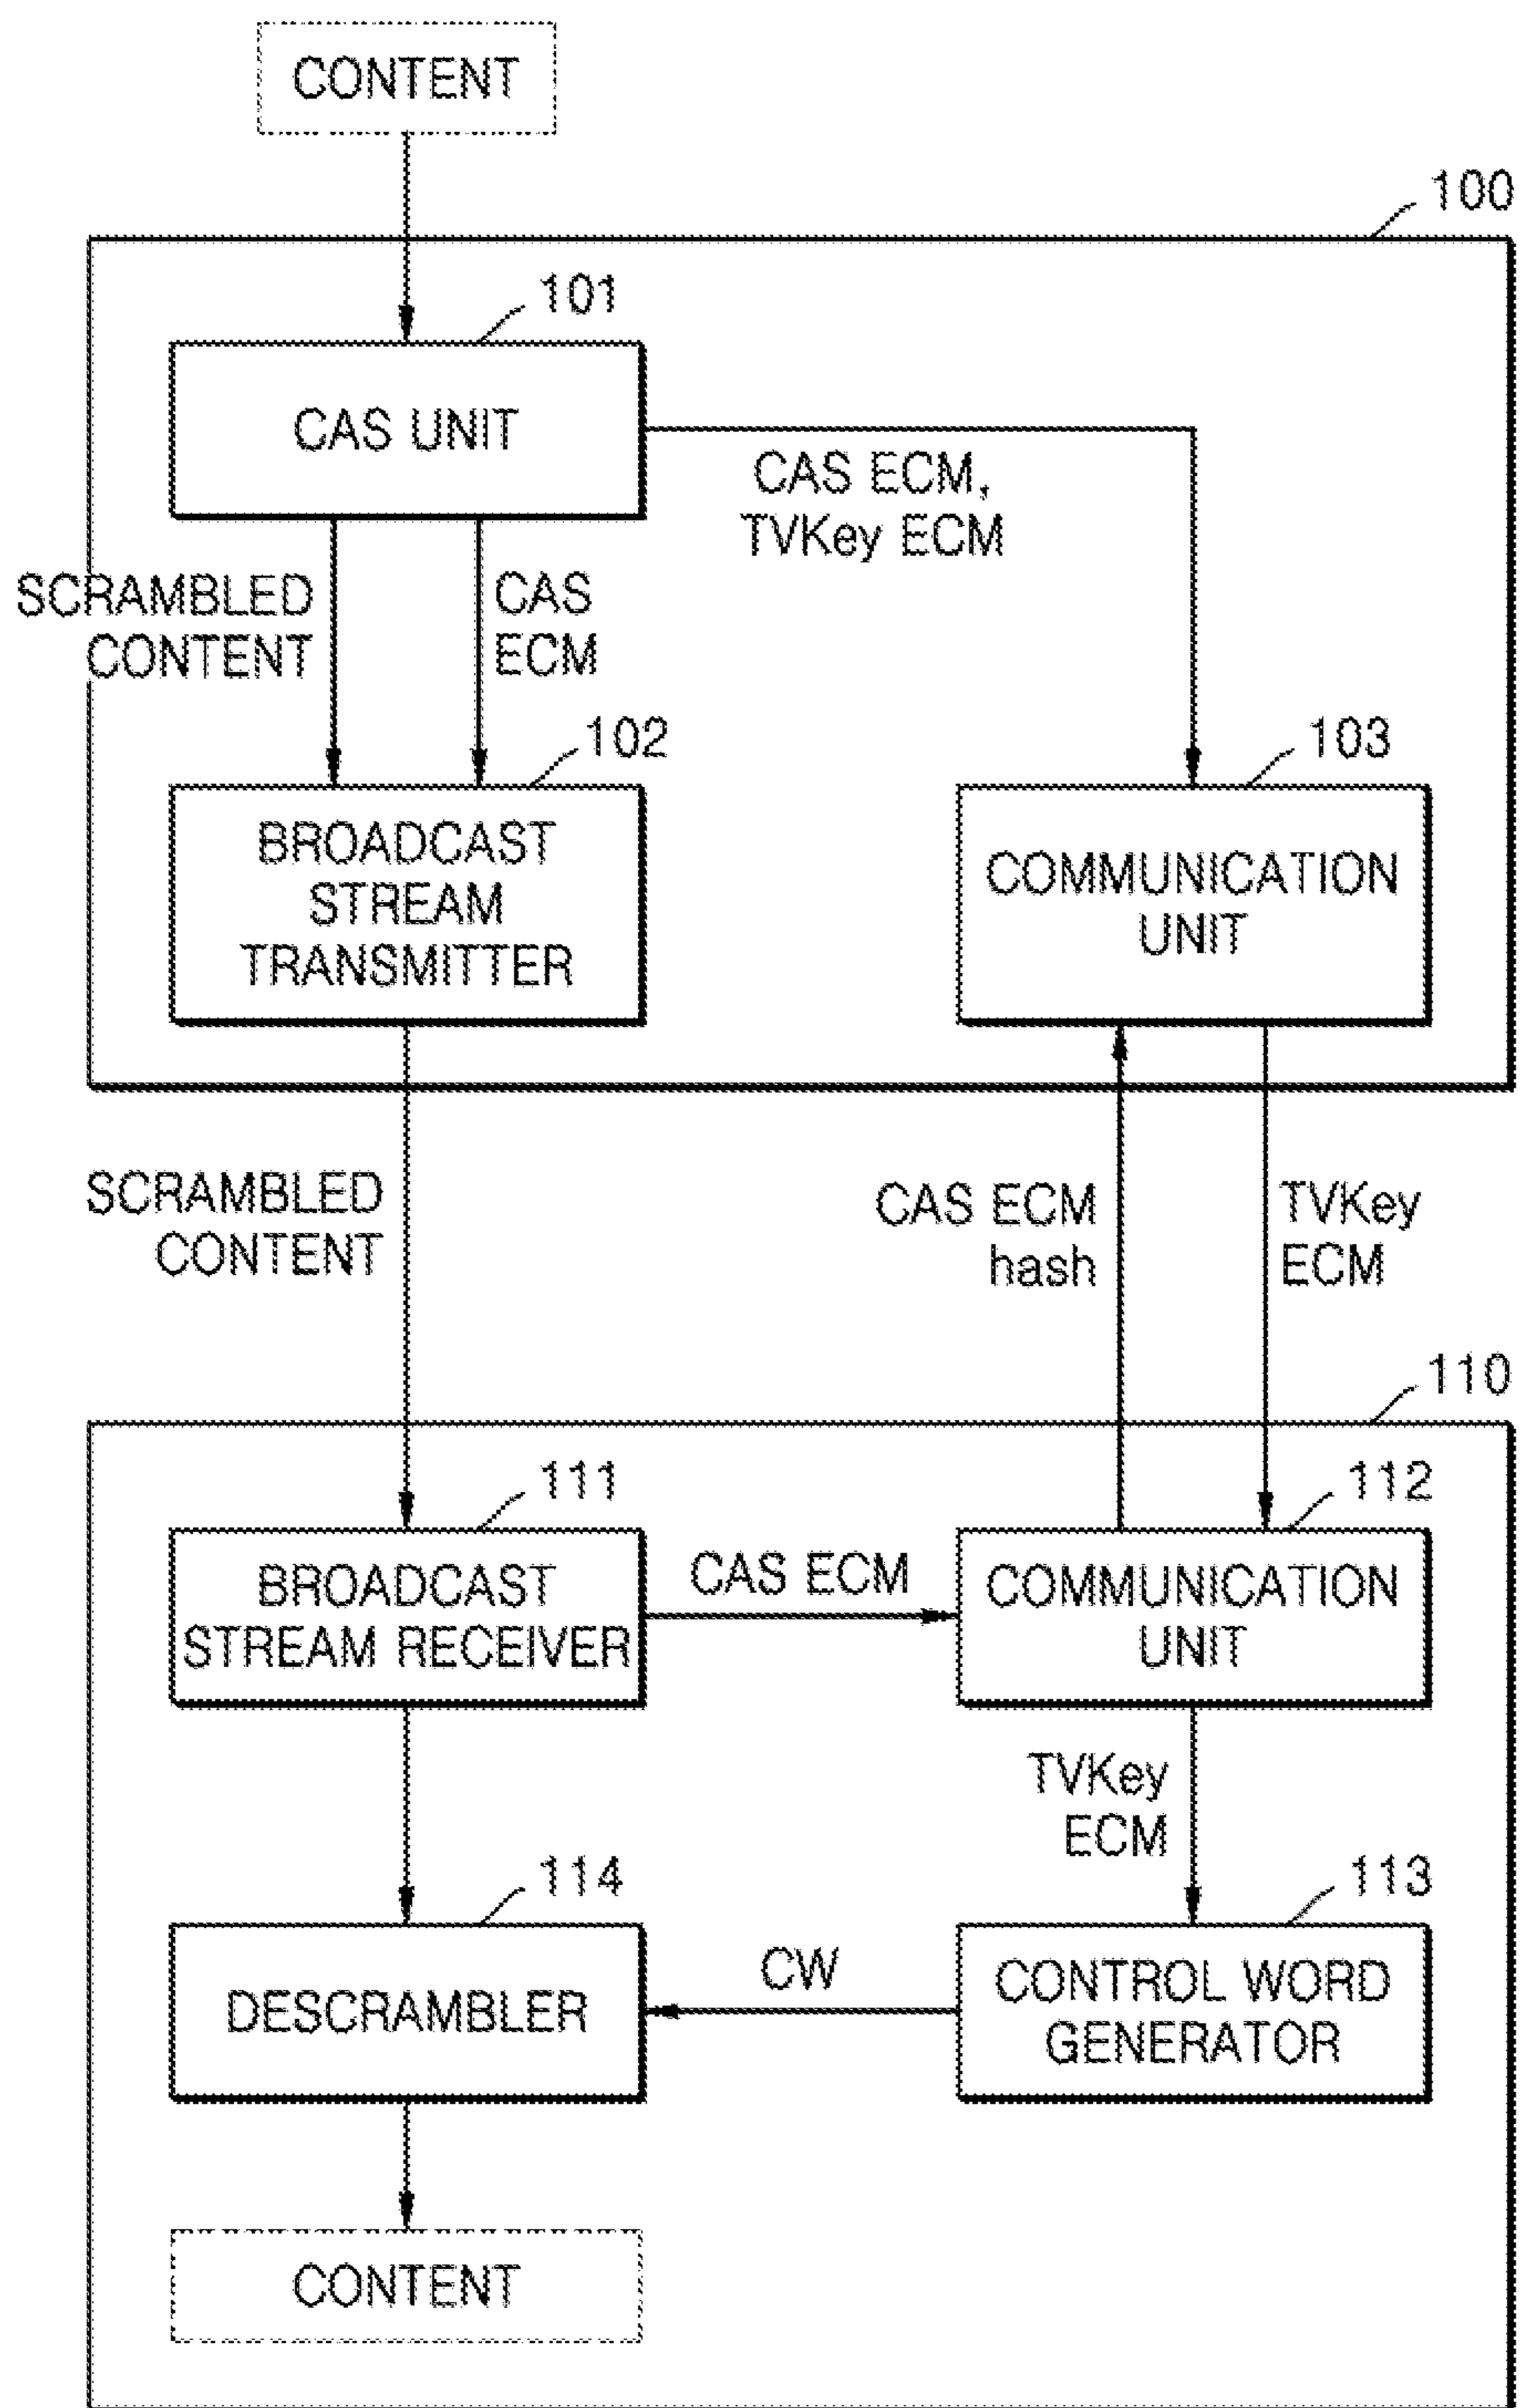 CONTENT
100
101
CAS UNIT
CAS ECM,
TVKey ECM
SCRAMBLED
CONTENT
CAS
ECM
102
103
BROADCAST
STREAM
TRANSMITTER
COMMUNICATION
UNIT
SCRAMBLED
CONTENT
CAS ECM
hash
TVKey
ECM
110
111
112
BROADCAST
STREAM RECEIVER
CAS ECM
COMMUNICATION
UNIT
TVKey
ECM
114
113
DESCRAMBLER
CW
CONTROL WORD
GENERATOR
CONTENT